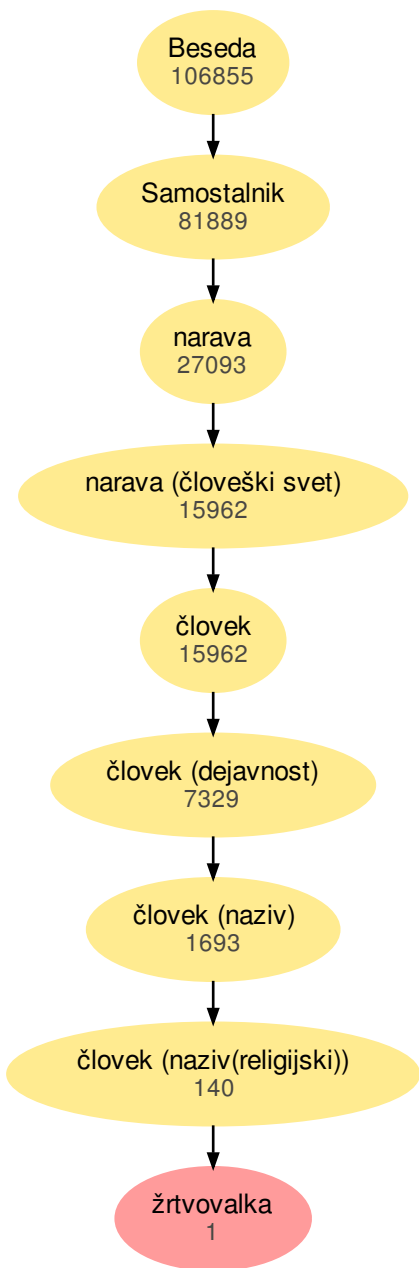 Beseda
106855
Samostalnik
81889
narava
27093
narava (človeški svet)
15962
človek
15962
človek (dejavnost)
7329
človek (naziv)
1693
človek (naziv(religijski))
140
žrtvovalka
1